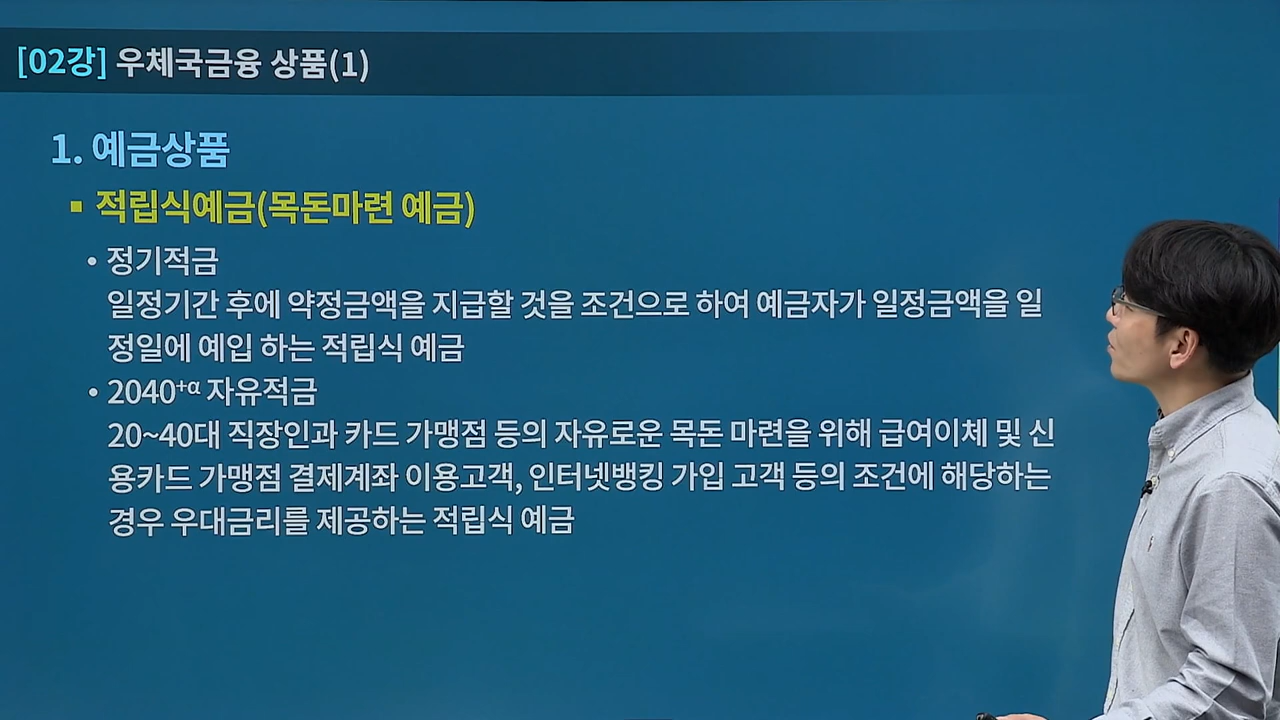 [02강] 우체국금융 상품(1)
1. 예금상품
▪ 적립식예금(목돈마련 예금)
• 정기적금
일정기간 후에 약정금액을 지급할 것을 조건으로 하여 예금자가 일정금액을 일
정일에 예입 하는 적립식 예금
• 2040⁺ᵅ 자유적금
20~40대 직장인과 카드 가맹점 등의 자유로운 목돈 마련을 위해 급여이체 및 신
용카드 가맹점 결제계좌 이용고객, 인터넷뱅킹 가입 고객 등의 조건에 해당하는
경우 우대금리를 제공하는 적립식 예금